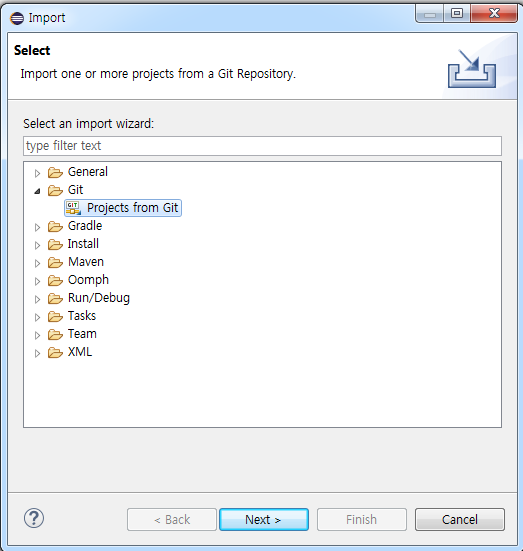 Import
Select
Import one or more projects from a Git Repository.
Select an import wizard:
type filter text
General
Git
GIT
Projects from Git
Gradle
Install
Maven
Oomph
Run/Debug
Tasks
Team
XML
?
< Back
Next >
Finish
Cancel